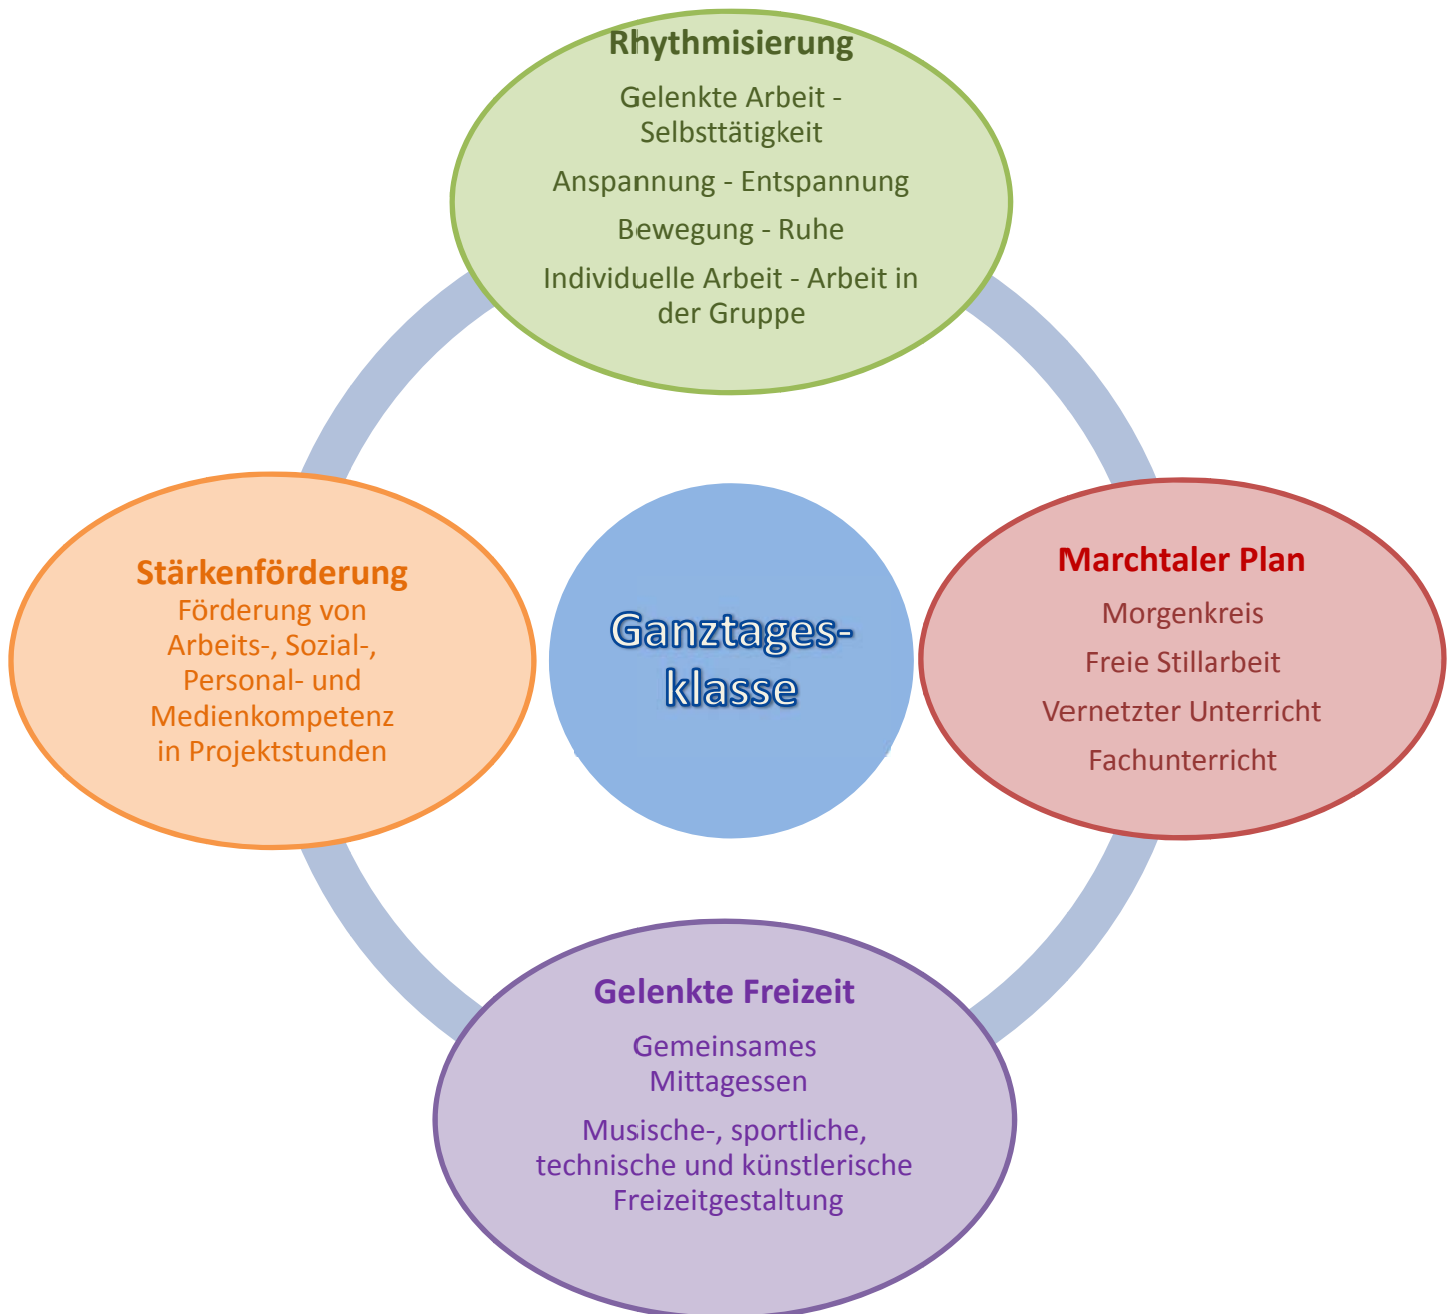 Rhythmisierung
Gelenkte Arbeit -
Selbsttätigkeit
Anspannung - Entspannung
Bewegung - Ruhe
Individuelle Arbeit - Arbeit in
der Gruppe
Stärkenförderung
Förderung von
Arbeits-, Sozial-,
Personal- und
Medienkompetenz
in Projektstunden
Ganztages-
klasse
Marchtaler Plan
Morgenkreis
Freie Stillarbeit
Vernetzter Unterricht
Fachunterricht
Gelenkte Freizeit
Gemeinsames
Mittagessen
Musische-, sportliche,
technische und künstlerische
Freizeitgestaltung